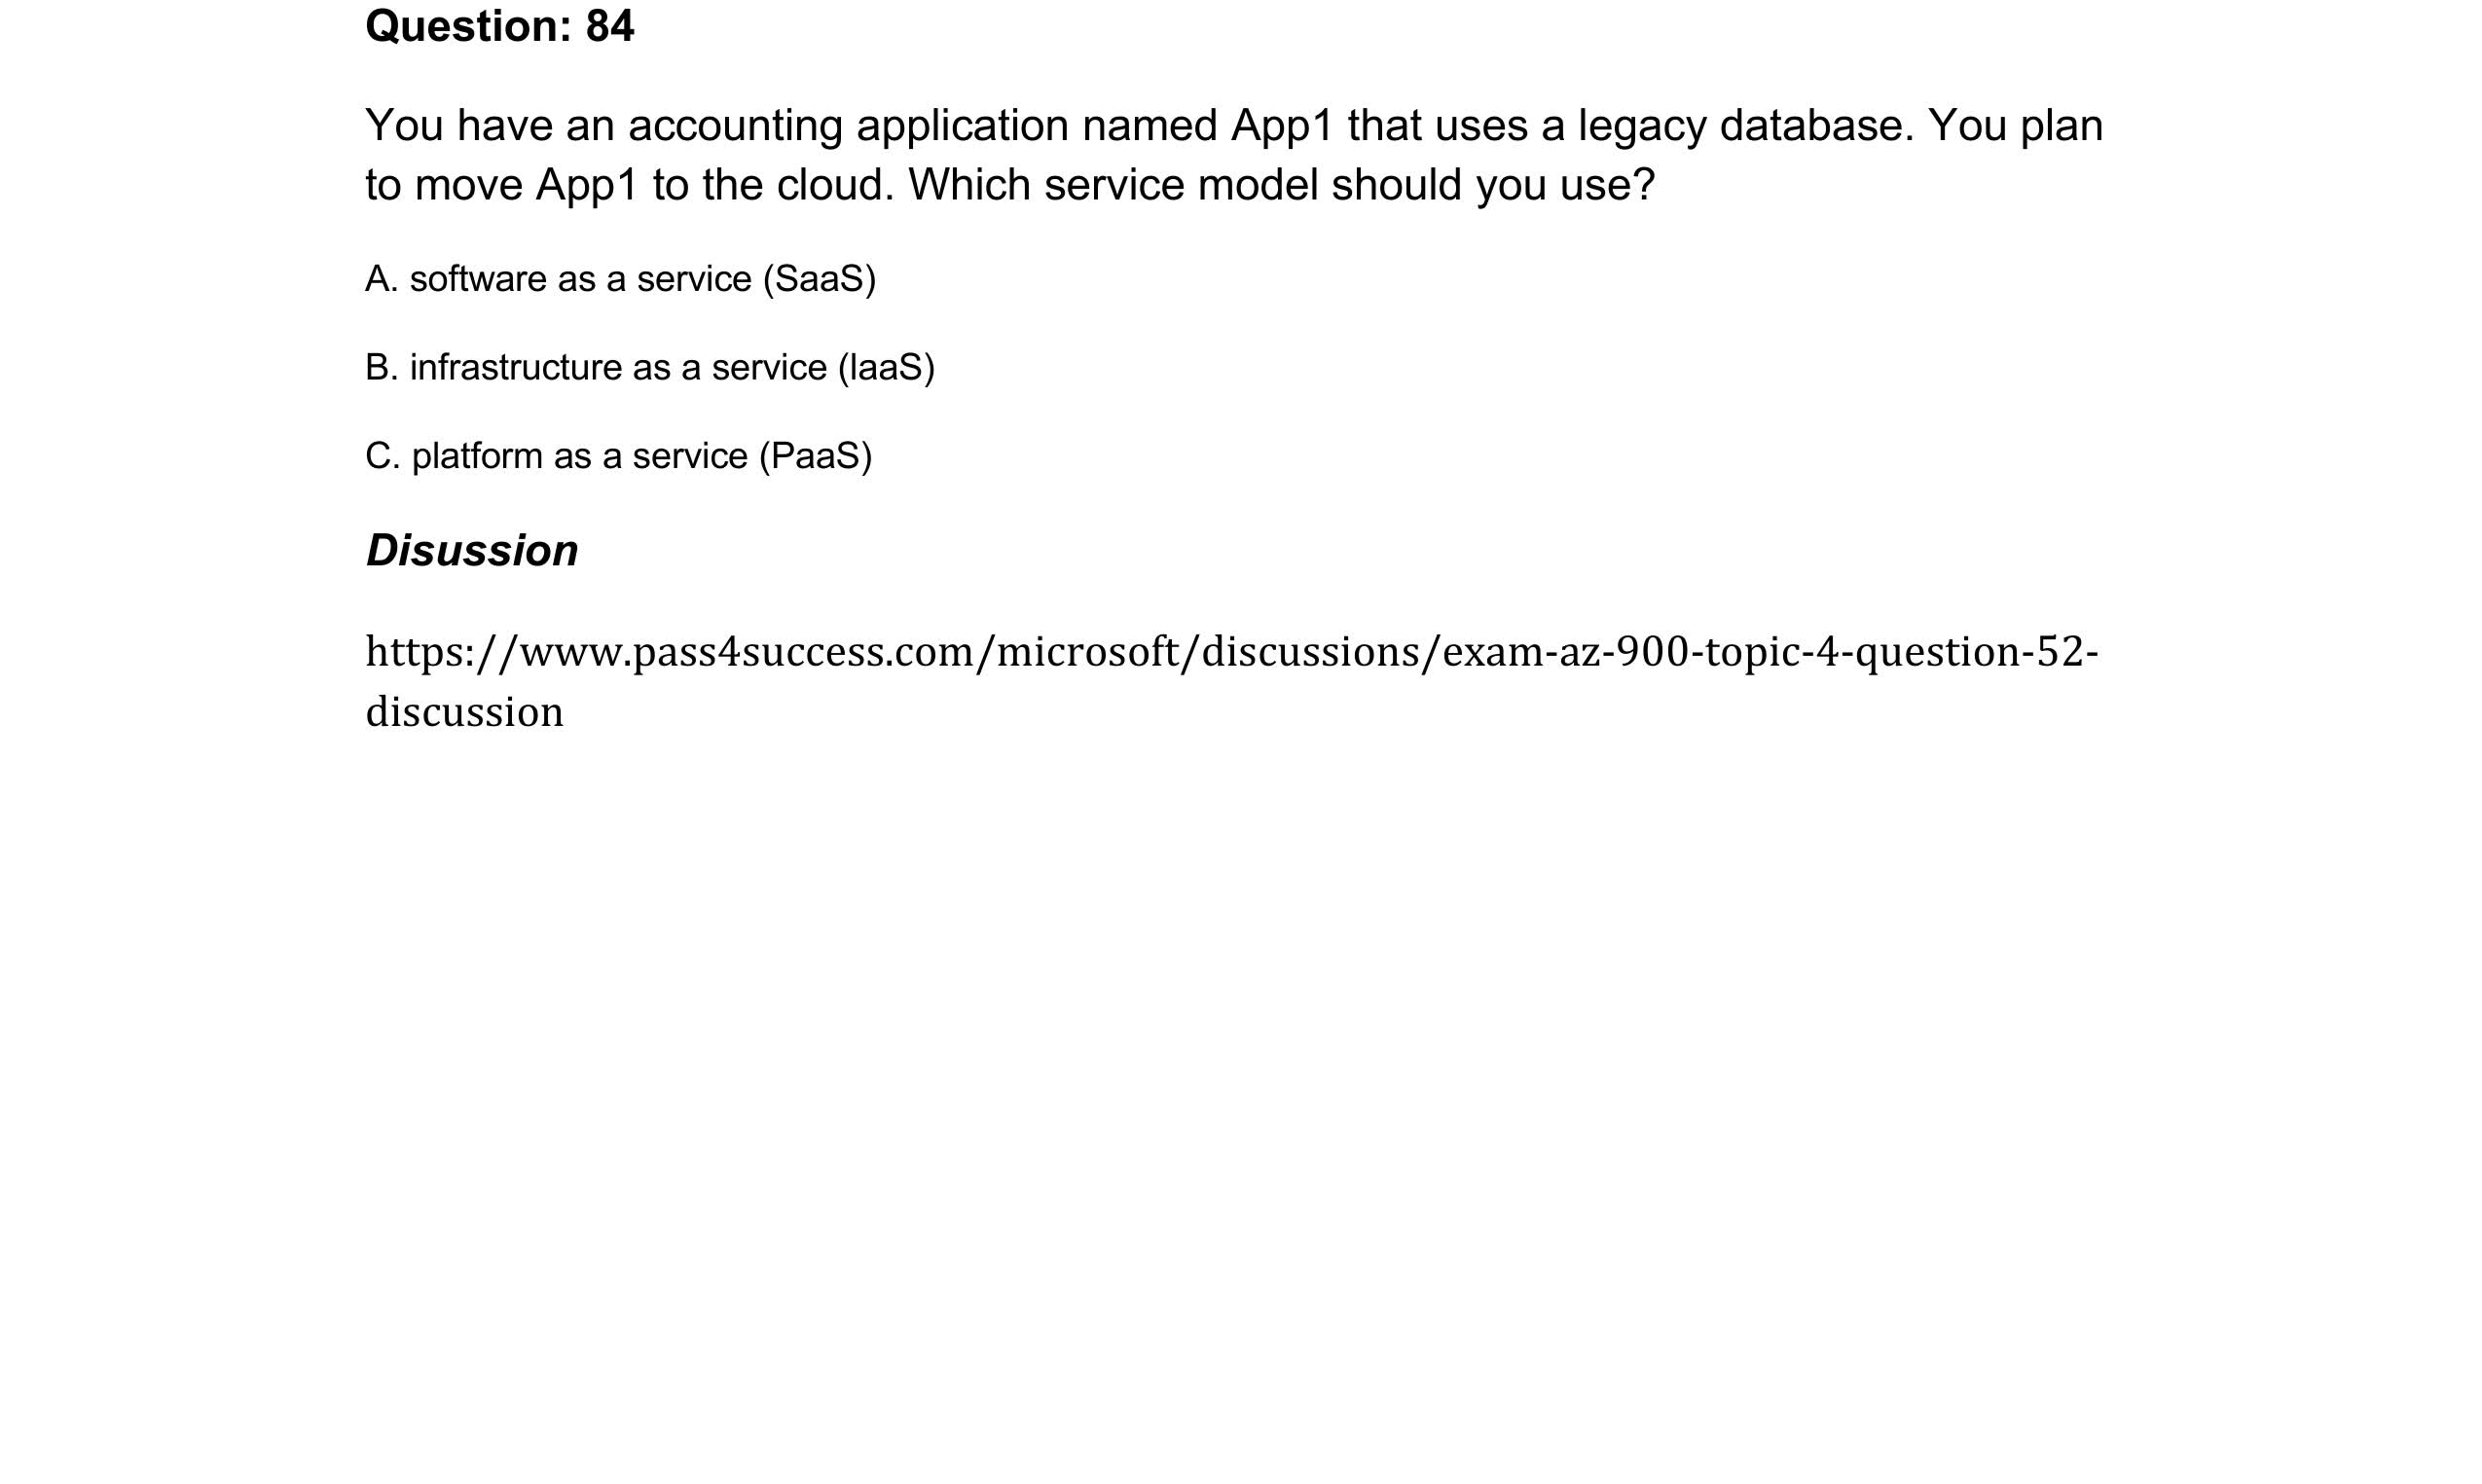 Question: 84
You have an accounting application named App1 that uses a legacy database. You plan
to move App1 to the cloud. Which service model should you use?
A. software as a service (SaaS)
B. infrastructure as a service (IaaS)
C. platform as a service (PaaS)
Disussion
https://www.pass4success.com/microsoft/discussions/exam-az-900-topic-4-question-52-
discussion